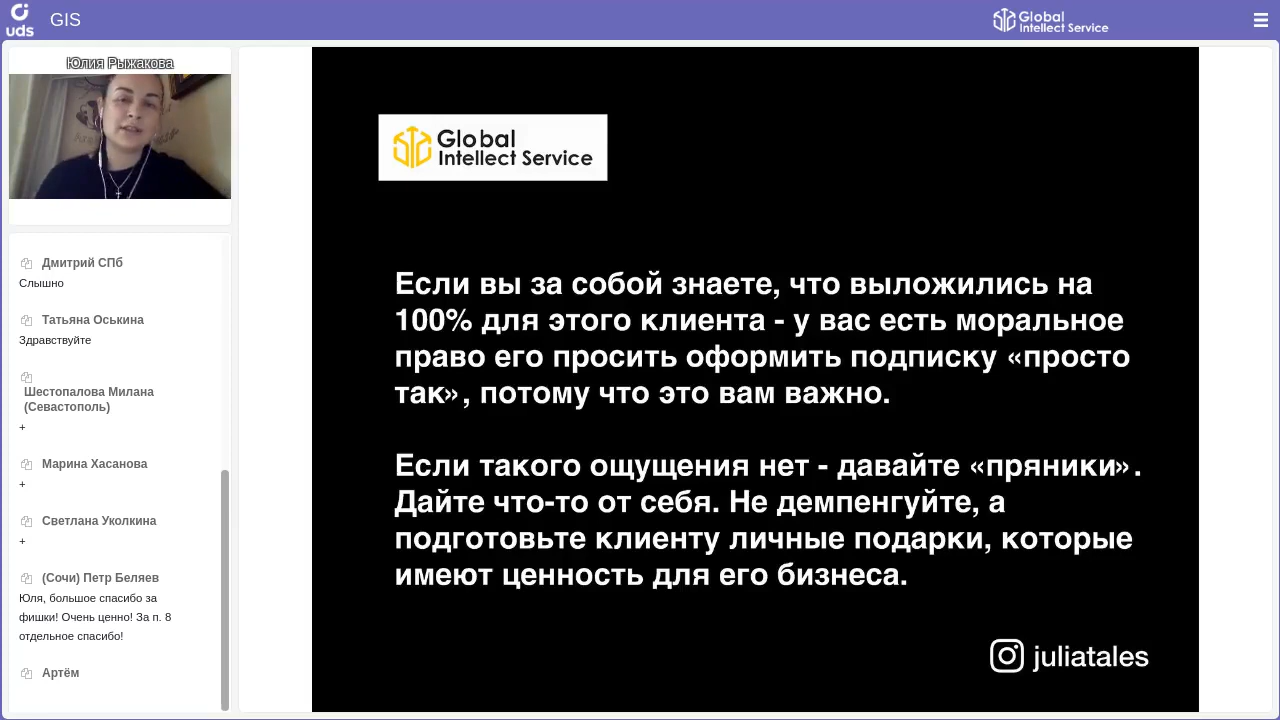 uds
GIS
Global
Intellect Service
Юлия Рыжакова
Дмитрий СПб
Слышно
Татьяна Оськина
Здравствуйте
Шестопалова Милана
(Севастополь)
+
Марина Хасанова
+
Светлана Уколкина
+
(Сочи) Петр Беляев
Юля, большое спасибо за
фишки! Очень ценно! За п. 8
отдельное спасибо!
Артём
Global
Intellect Service
Если вы за собой знаете, что выложились на
100% для этого клиента - у вас есть моральное
право его просить оформить подписку «просто
так», потому что это вам важно.
Если такого ощущения нет - давайте «пряники».
Дайте что-то от себя. Не демпенгуйте, а
подготовьте клиенту личные подарки, которые
имеют ценность для его бизнеса.
juliatales